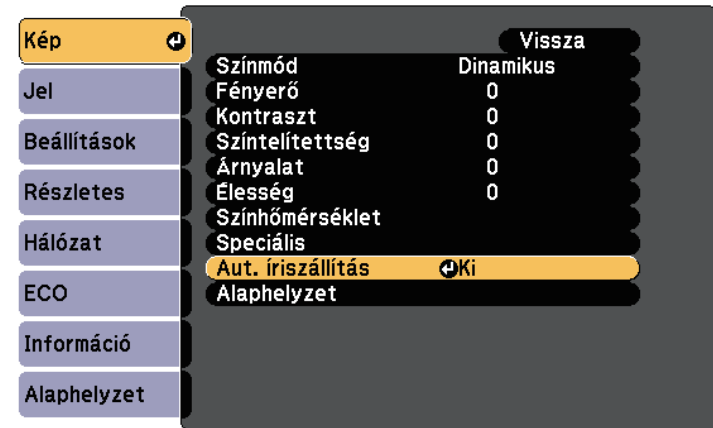 Kép
Jel
Beállítások
Részletes
Hálózat
ECO
Információ
Alaphelyzet
Vissza
Színmód Dinamikus
Fényerő 0
Kontraszt 0
Színtelítettség 0
Árnyalat 0
Élesség 0
Színhőmérséklet
Speciális
Aut. íriszállítás Ki
Alaphelyzet